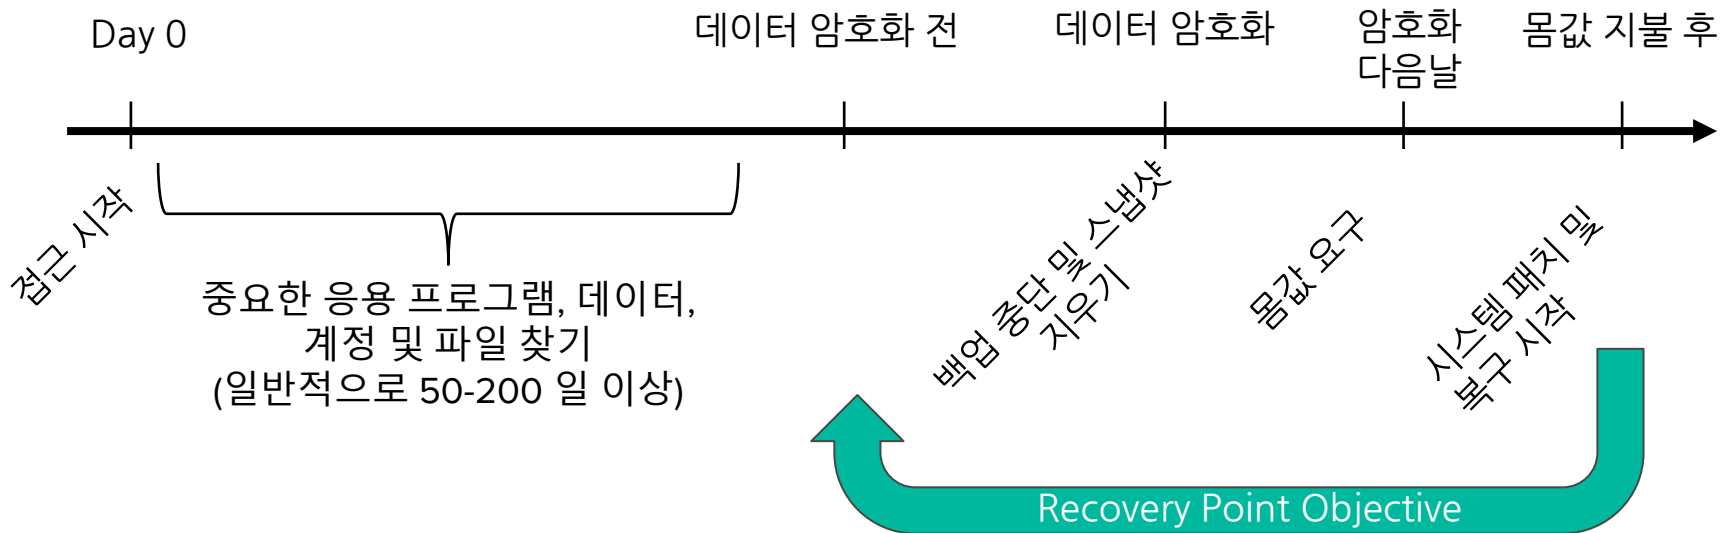 Day 0
데이터 암호화 전
데이터 암호화
암호화
다음날
몸값 지불 후
접근 시작
중요한 응용 프로그램, 데이터,
계정 및 파일 찾기
(일반적으로 50-200 일 이상)
백업 중단 및 스냅샷
지우기
몸값 요구
시스템 패치 및
복구 시작
Recovery Point Objective